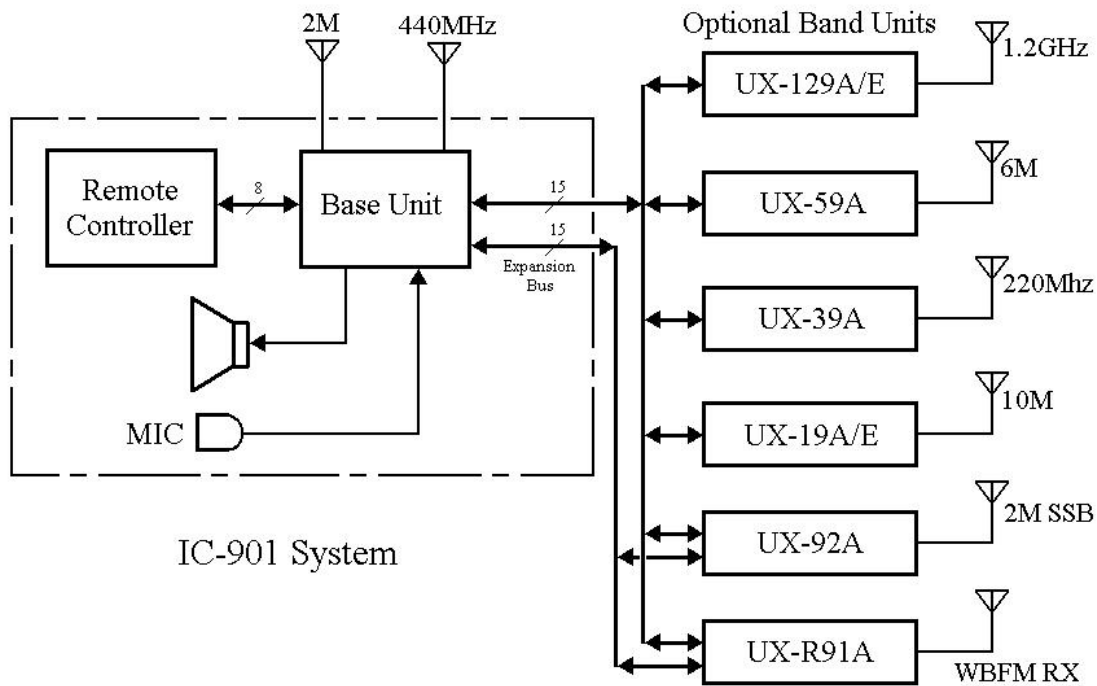 2M
440MHz
Optional Band Units
1.2GHz
UX-129A/E
6M
Remote
Controller
8
Base Unit
15
UX-59A
15
Expansion
Bus
220Mhz
UX-39A
10M
MIC
UX-19A/E
2M SSB
UX-92A
IC-901 System
UX-R91A
WBFM RX